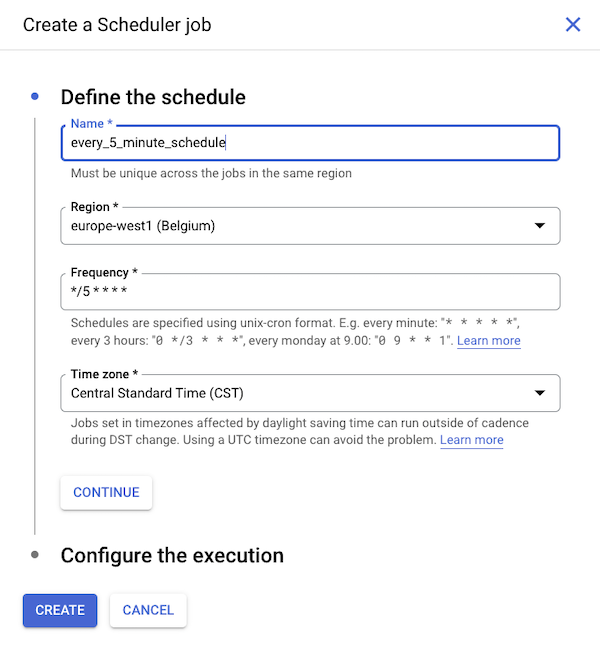 Create a Scheduler job
Define the schedule
Name *
every_5_minute_schedule
Must be unique across the jobs in the same region
Region *
europe-west1 (Belgium)
Frequency *
*/5 * * * *
Schedules are specified using unix-cron format. E.g. every minute: "* * * * *",
every 3 hours: "0 */3 * * *", every monday at 9.00: "0 9 * * 1". Learn more
Time zone *
Central Standard Time (CST)
Jobs set in timezones affected by daylight saving time can run outside of cadence
during DST change. Using a UTC timezone can avoid the problem. Learn more
CONTINUE
Configure the execution
CREATE CANCEL